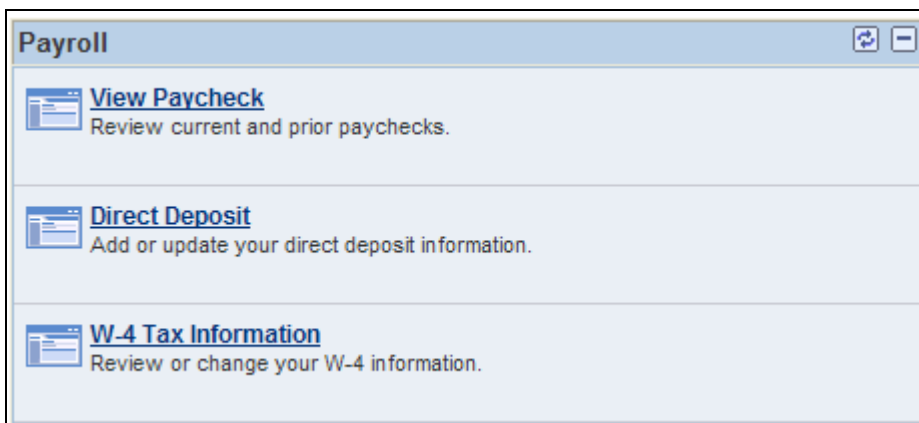 Payroll
View Paycheck
Review current and prior paychecks.
Direct Deposit
Add or update your direct deposit information.
W-4 Tax Information
Review or change your W-4 information.